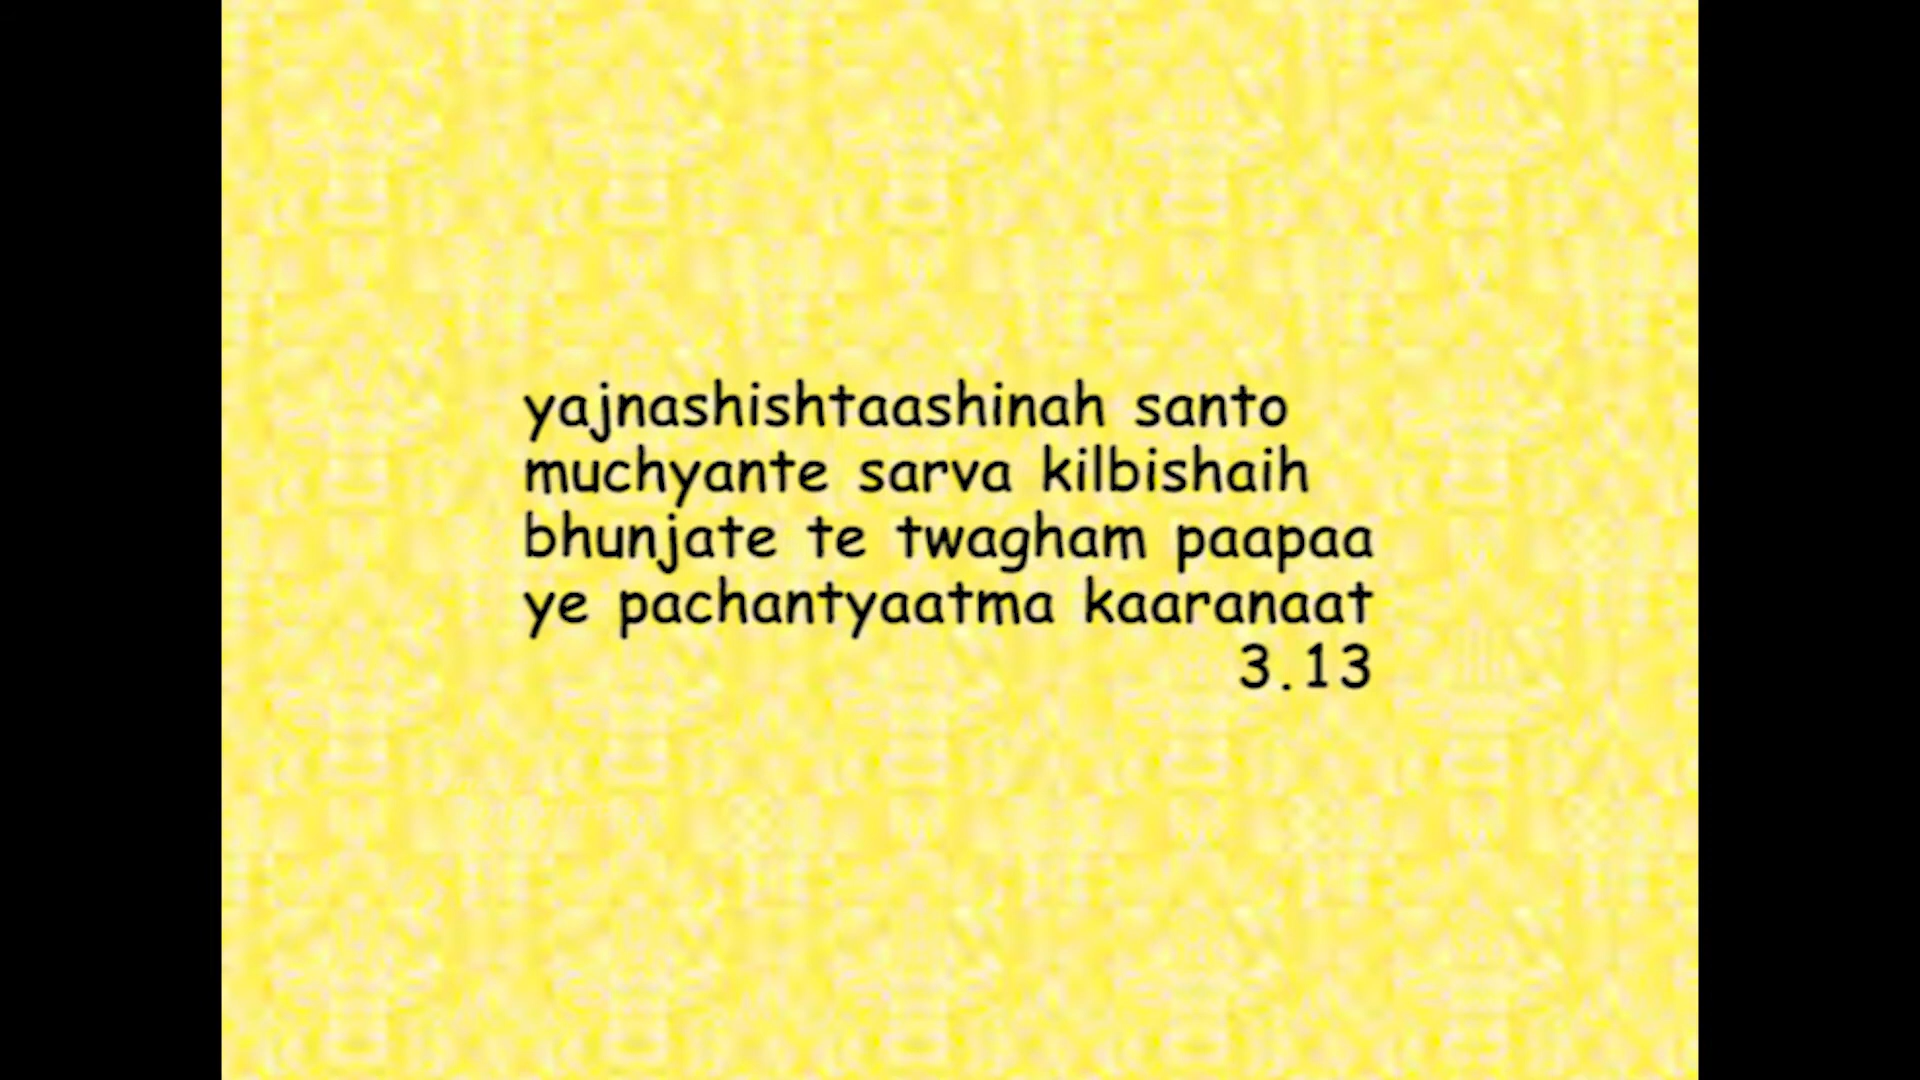 yajnashishtaashinah santo
muchyante sarva kilbishaih
bhunjate te twagham paapaa
ye pachantyaatma kaaranaat
3.13